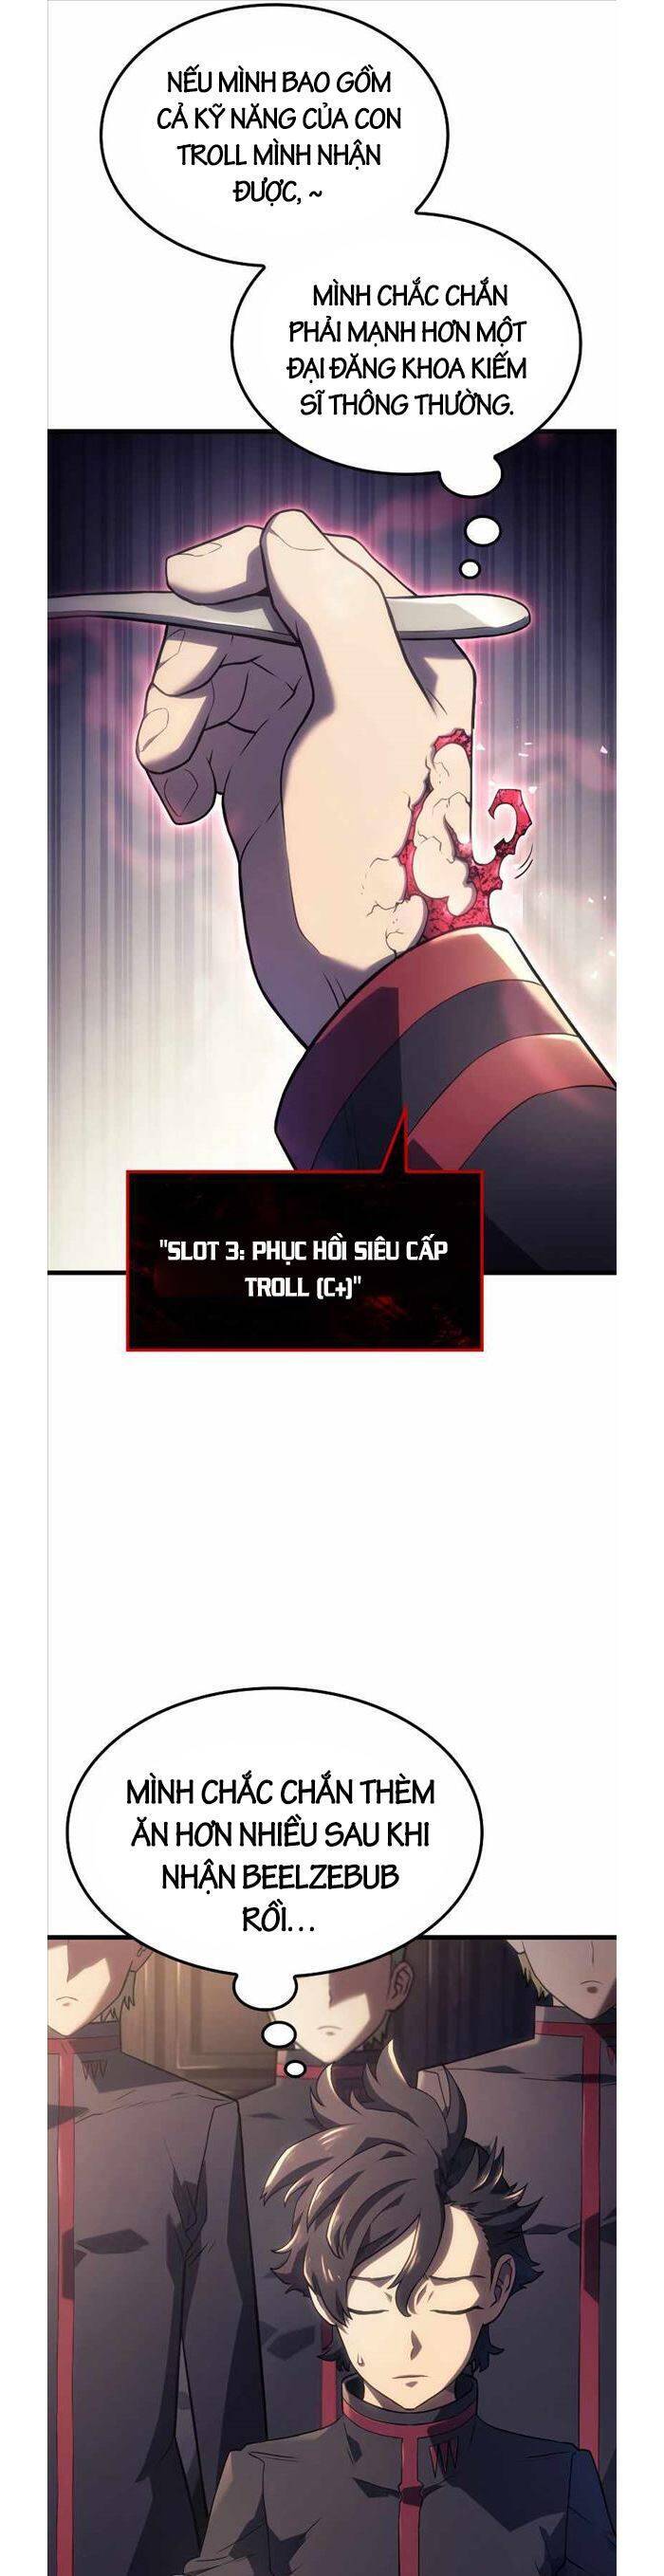 NẾU MÌNH BAO GỒM
CẢ KỸ NĂNG CỦA CON
TROLL MÌNH NHẬN
ĐƯỢC, ~
MÌNH CHẮC CHẮN
PHẢI MẠNH HƠN MỘT
ĐẠI ĐĂNG KHOA KIẾM
SĨ THÔNG THƯỜNG.
"SLOT 3: PHỤC HỒI SIÊU CẤP
TROLL (C+)"
MÌNH CHẮC CHẮN THÈM
ĂN HƠN NHIỀU SAU KHI
NHẬN BEELZEBUB
RỒI...